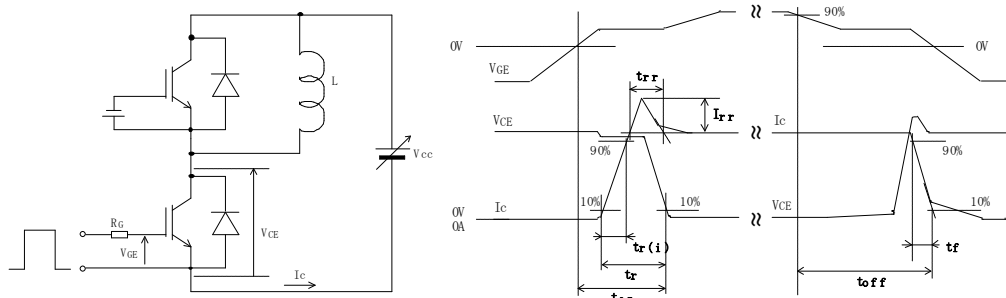 L
Vcc
RG
VGE
VCE
Ic
0V
VGE
trr
Irr
VCE
90%
Ic
10%
10%
0V
0A
tr(i)
tr
90%
0V
Ic
90%
VCE
10%
tf
toff